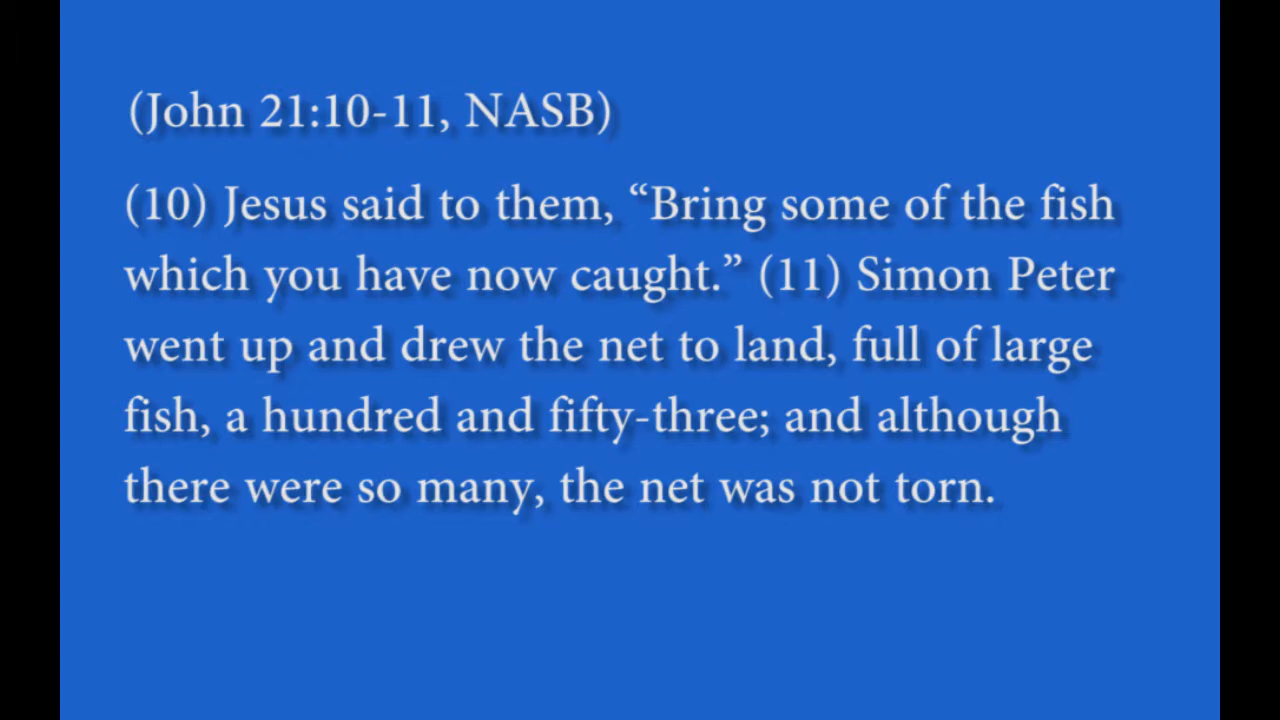 (John 21:10-11, NASB)
(10) Jesus said to them, “Bring some of the fish
which you have now caught.” (11) Simon Peter
went up and drew the net to land, full of large
fish, a hundred and fifty-three; and although
there were so many, the net was not torn.